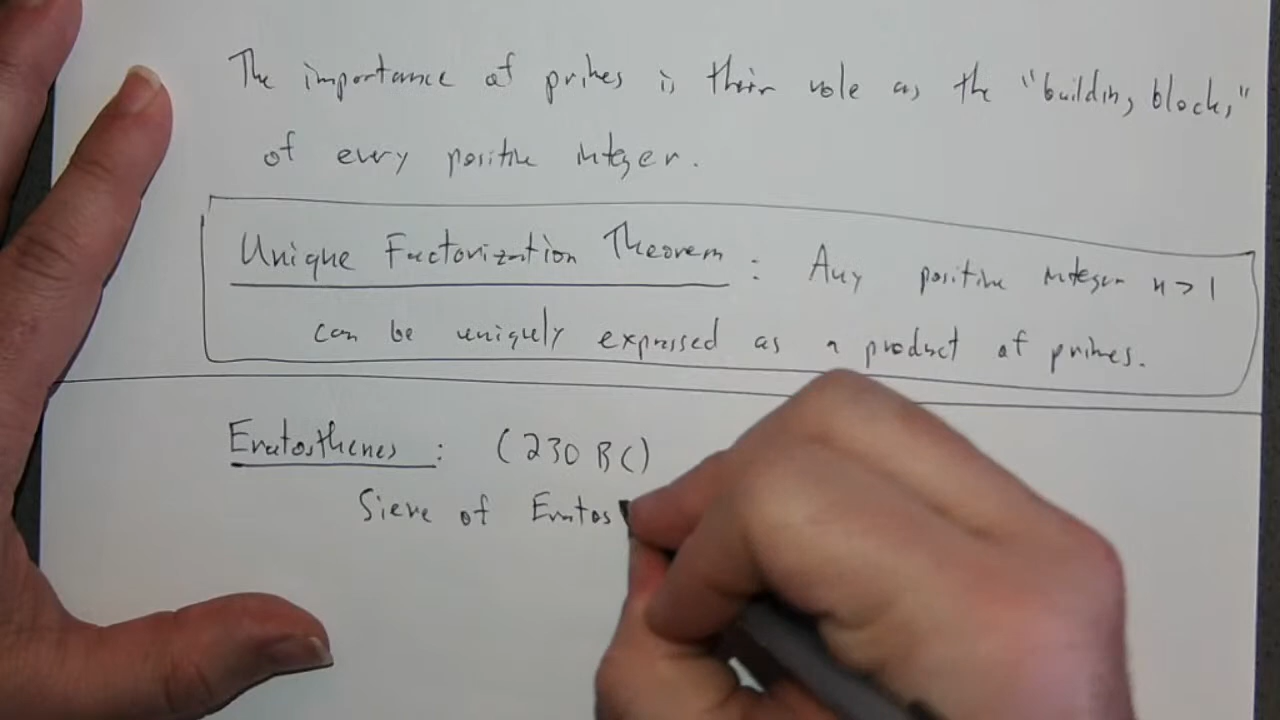 The importance of primes is their role as the "building blocks"
of every positive integer.
Unique Factorization Theorem : Any positive integer n > 1
can be uniquely expressed as a product of primes.
Eratosthenes : (230 BC)
Sieve of Eratos